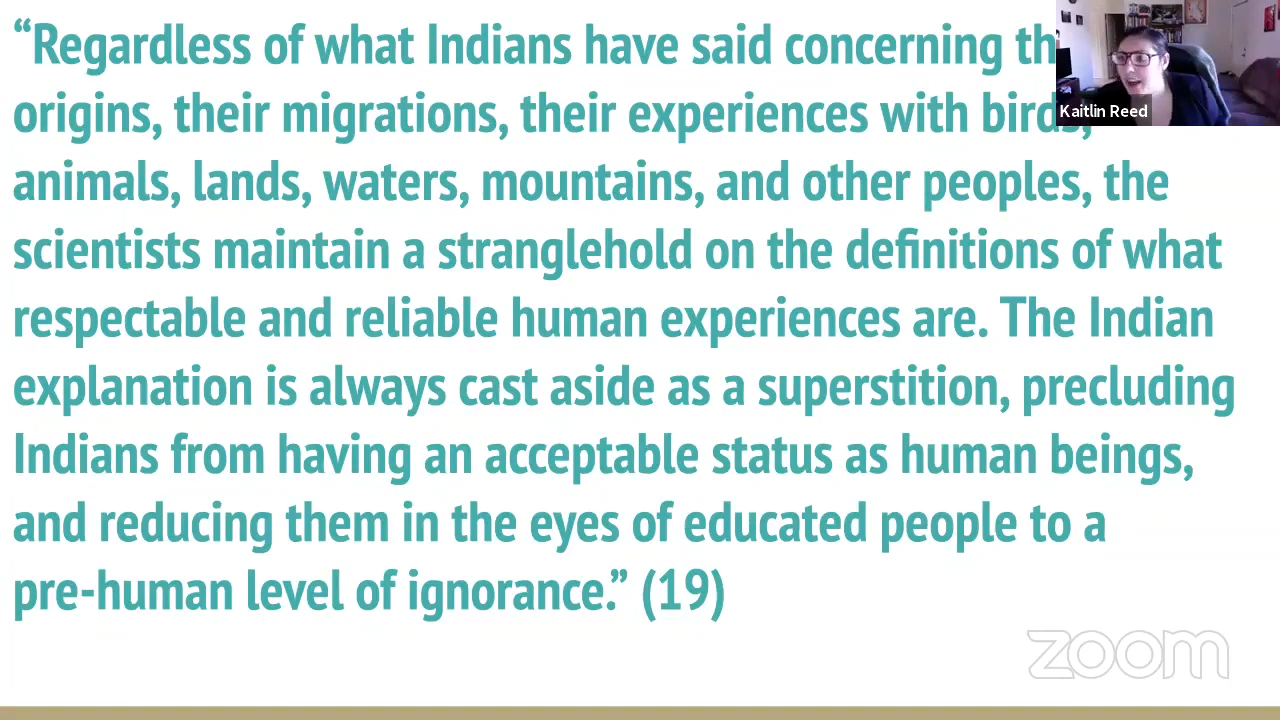 “Regardless of what Indians have said concerning th
origins, their migrations, their experiences with birds,
animals, lands, waters, mountains, and other peoples, the
scientists maintain a stranglehold on the definitions of what
respectable and reliable human experiences are. The Indian
explanation is always cast aside as a superstition, precluding
Indians from having an acceptable status as human beings,
and reducing them in the eyes of educated people to a
pre-human level of ignorance.” (19)
Kaitlin Reed
zoom